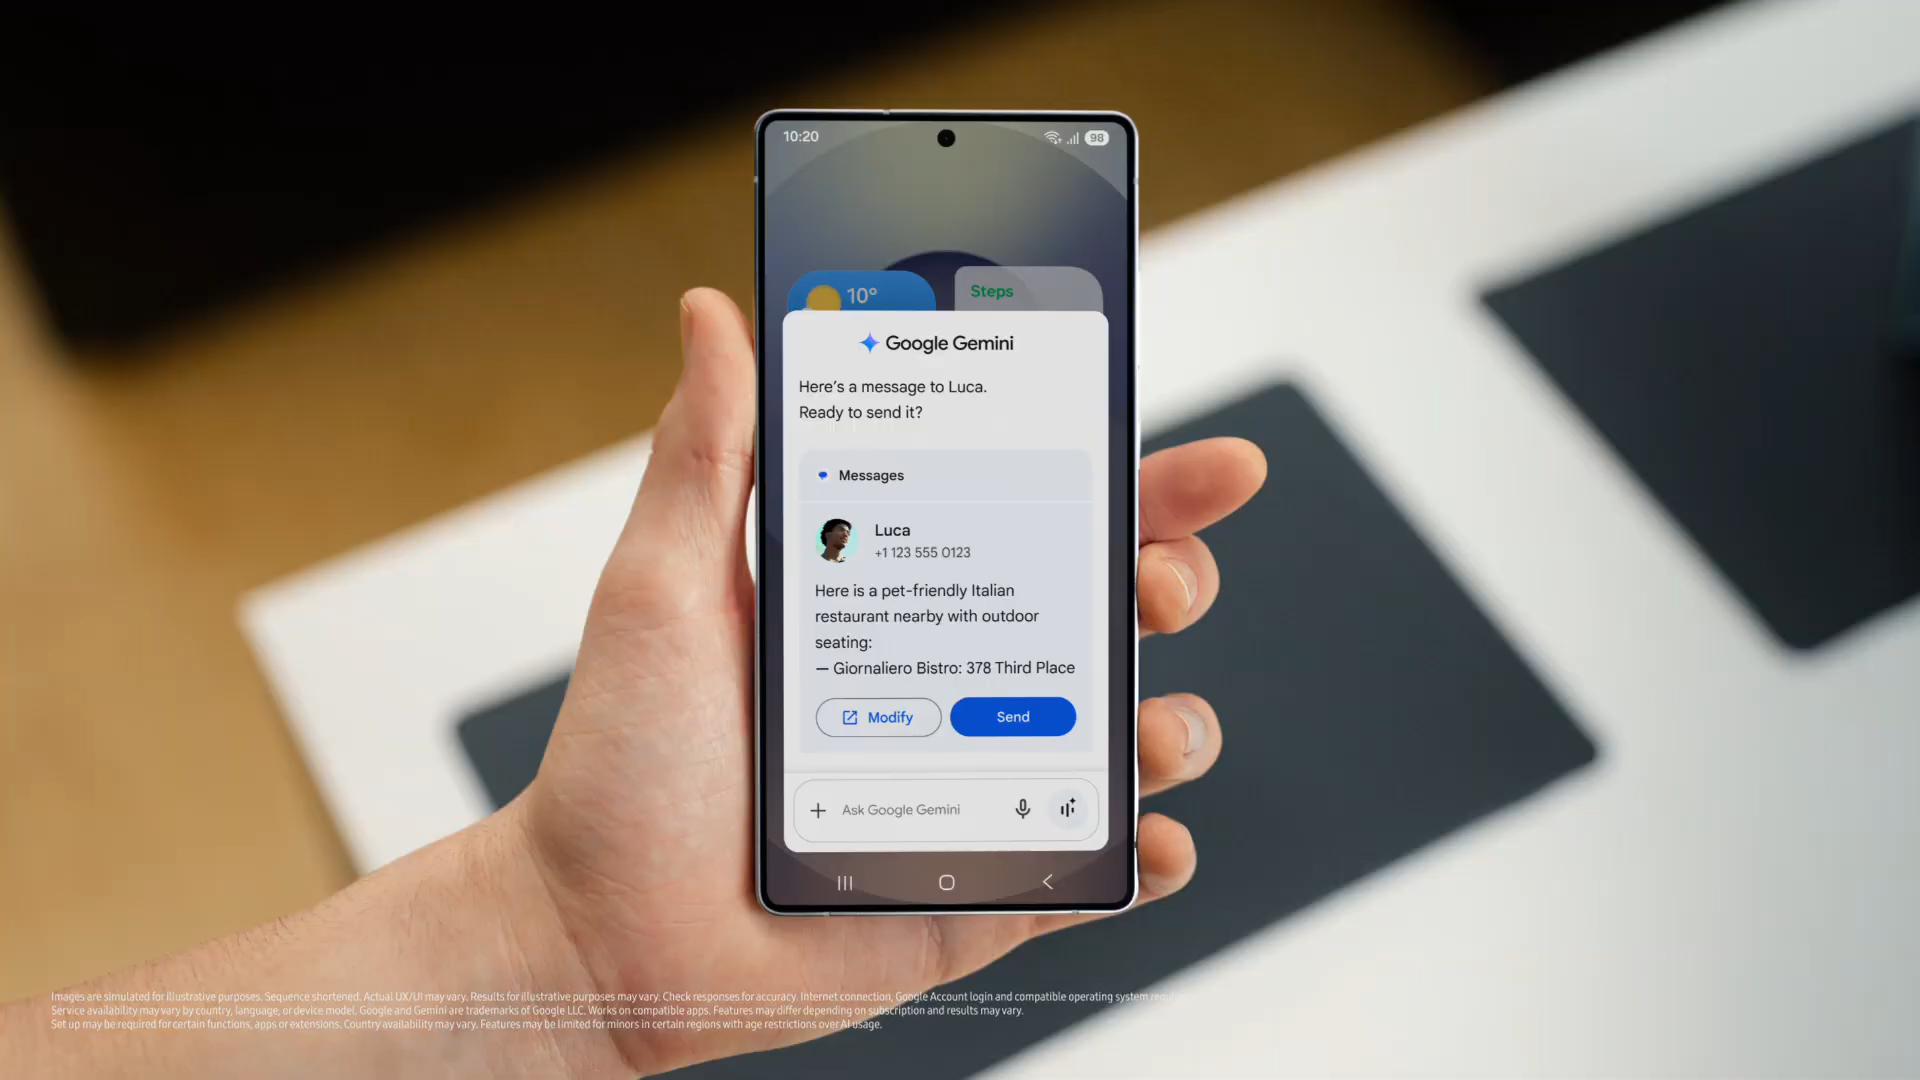 10:20
98
10°
Steps
Google Gemini
Here's a message to Luca.
Ready to send it?
Messages
Luca
+1 123 555 0123
Here is a pet-friendly Italian
restaurant nearby with outdoor
seating:
— Giornaliero Bistro: 378 Third Place
Modify
Send
Ask Google Gemini
Images are simulated for illustrative purposes. Sequence shortened. Actual UX/UI may vary. Results for illustrative purposes may vary. Check responses for accuracy. Internet connection, Google Account login and compatible operating system
Service availability may vary by country, language, or device model. Google and Gemini are trademarks of Google LLC. Works on compatible apps. Features may differ depending on subscription and results may vary.
Set up may be required for certain functions, apps or extensions. Country availability may vary. Features may be limited for minors in certain regions with age restrictions over AI usage.